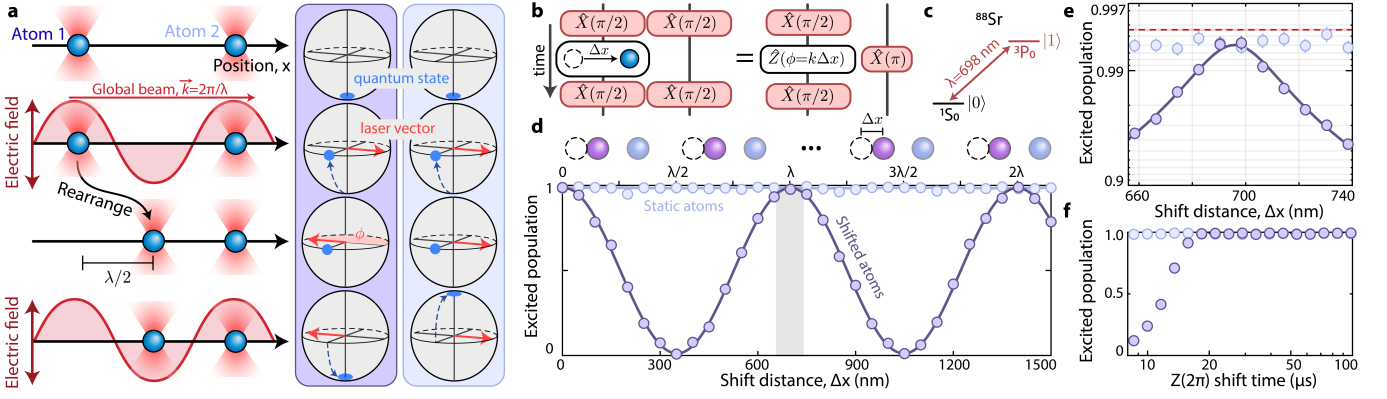 a
Atom 1
Atom 2
Position, x
Global beam, k=2π/λ
Electric field
Rearrange
λ/2
Electric field
quantum state
laser vector
ϕ
b
time
X̂(π/2)
X̂(π/2)
Δx
X̂(π/2)
X̂(π/2)
=
X̂(π/2)
Ẑ(ϕ=kΔx)
X̂(π)
X̂(π/2)
c
⁸⁸Sr
λ=698 nm
³P₀
|1⟩
¹S₀
|0⟩
d
Δx
•••
0 λ/2 λ 3λ/2 2λ
1
0
Excited population
Static atoms
Shifted atoms
0 300 600 900 1200 1500
Shift distance, Δx (nm)
e
0.997
0.99
0.9
Excited population
660 700 740
Shift distance, Δx (nm)
f
1.0
0.5
0
Excited population
10 20 50 100
Z(2π) shift time (μs)